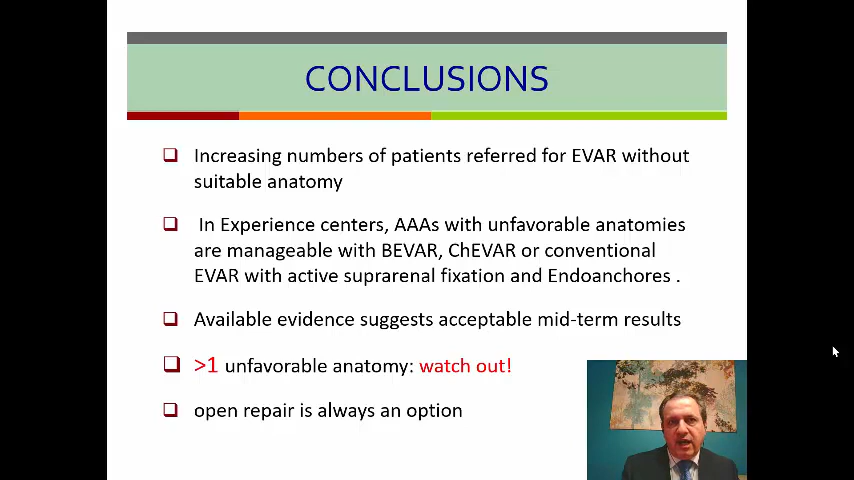 CONCLUSIONS
Increasing numbers of patients referred for EVAR without
suitable anatomy
In Experience centers, AAAs with unfavorable anatomies
are manageable with BEVAR, ChEVAR or conventional
EVAR with active suprarenal fixation and Endoanchores .
Available evidence suggests acceptable mid-term results
>1 unfavorable anatomy: watch out!
open repair is always an option